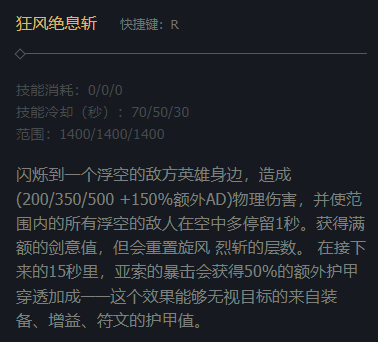 狂风绝息斩 快捷键：R
技能消耗：0/0/0
技能冷却（秒）：70/50/30
范围：1400/1400/1400
闪烁到一个浮空的敌方英雄身边，造成
(200/350/500 +150%额外AD)物理伤害，并使范
围内的所有浮空的敌人在空中多停留1秒。获得满
额的剑意值，但会重置旋风 烈斩的层数。 在接下
来的15秒里，亚索的暴击会获得50%的额外护甲
穿透加成——这个效果能够无视目标的来自装
备、增益、符文的护甲值。